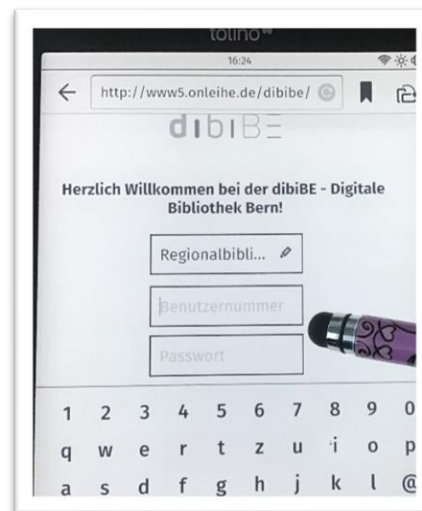 tolino
16:24
http://www5.onleihe.de/dibibe/
dibiBE
Herzlich Willkommen bei der dibiBE - Digitale
Bibliothek Bern!
Regionalbibli...
Benutzernummer
Passwort
1 2 3 4 5 6 7 8 9 0
q w e r t z u i o p
a s d f g h j k l @